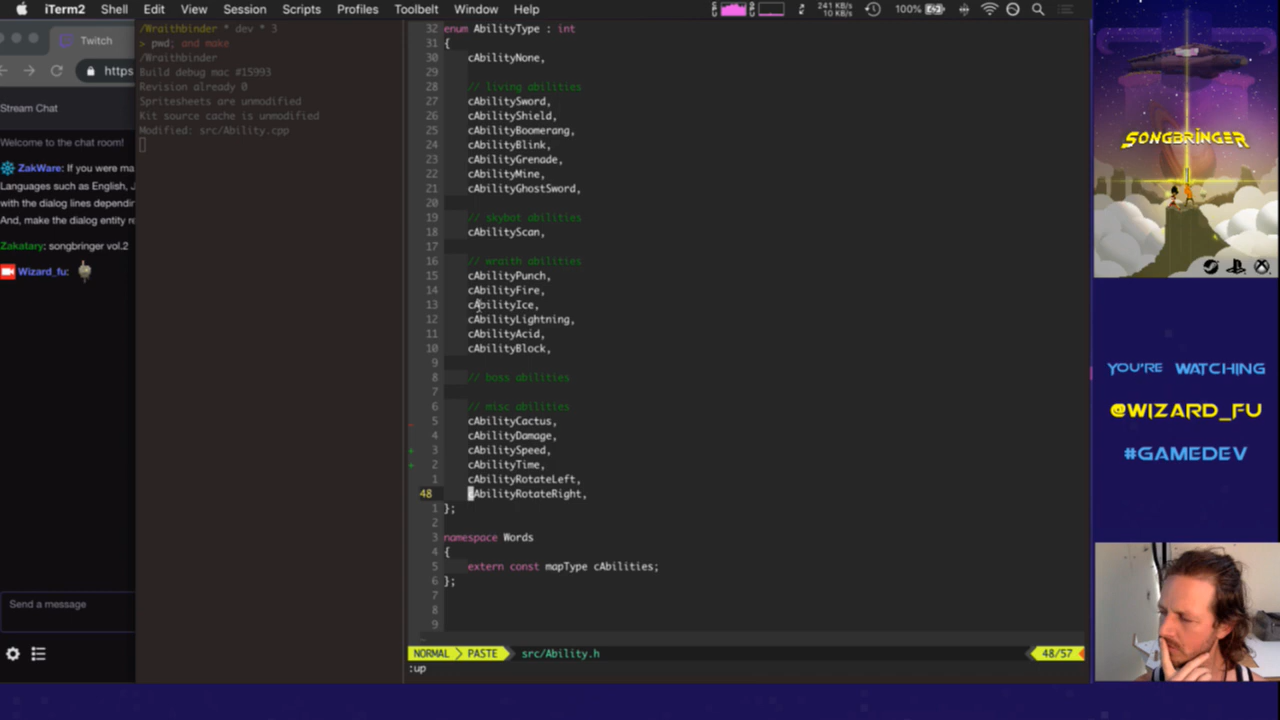 iTerm2 Shell Edit View Session Scripts Profiles Toolbelt Window Help
241 KB/s
10 KB/s
100%
Twitch
https
Stream Chat
Welcome to the chat room!
ZakWare: If you were ma
Languages such as English, J
with the dialog lines dependin
And, make the dialog entity re
Zakatary: songbringer vol.2
Wizard_fu:
Send a message
/Wraithbinder * dev * 3
> pwd; and make
/Wraithbinder
Build debug mac #15993
Revision already 0
Spritesheets are unmodified
Kit source cache is unmodified
Modified: src/Ability.cpp
32 enum AbilityType : int
31 {
30 cAbilityNone,
29
28 // living abilities
27 cAbilitySword,
26 cAbilityShield,
25 cAbilityBoomerang,
24 cAbilityBlink,
23 cAbilityGrenade,
22 cAbilityMine,
21 cAbilityGhostSword,
20
19 // skybot abilities
18 cAbilityScan,
17
16 // wraith abilities
15 cAbilityPunch,
14 cAbilityFire,
13 cAbilityIce,
12 cAbilityLightning,
11 cAbilityAcid,
10 cAbilityBlock,
9
8 // boss abilities
7
6 // misc abilities
5 cAbilityCactus,
4 cAbilityDamage,
3 cAbilitySpeed,
2 cAbilityTime,
1 cAbilityRotateLeft,
48 cAbilityRotateRight,
1 };
2
3 namespace Words
4 {
5 extern const mapType cAbilities;
6 };
7
8
9
NORMAL > PASTE src/Ability.h 48/57
:up
SONGBRINGER
YOU'RE WATCHING
@WIZARD_FU
#GAMEDEV